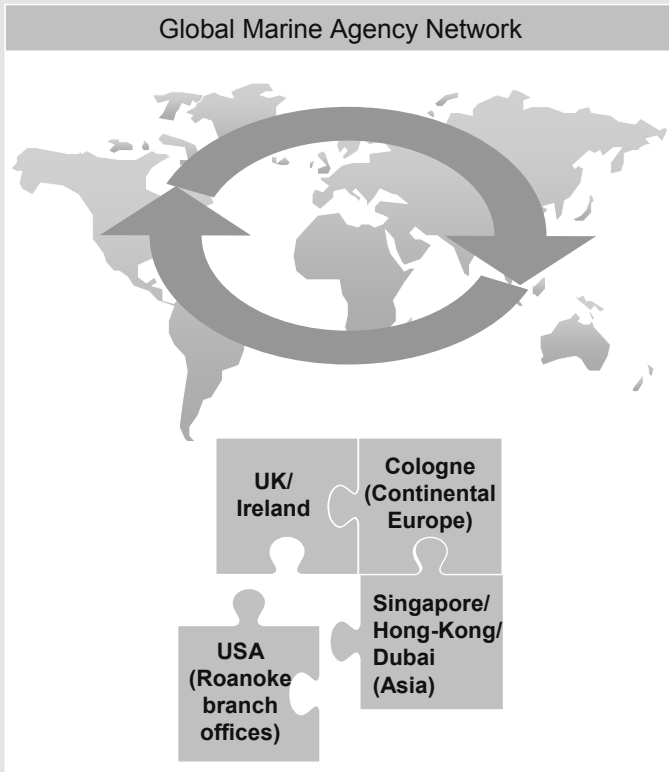 Global Marine Agency Network
UK/
Ireland
Cologne
(Continental
Europe)
USA
(Roanoke
branch
offices)
Singapore/
Hong-Kong/
Dubai
(Asia)